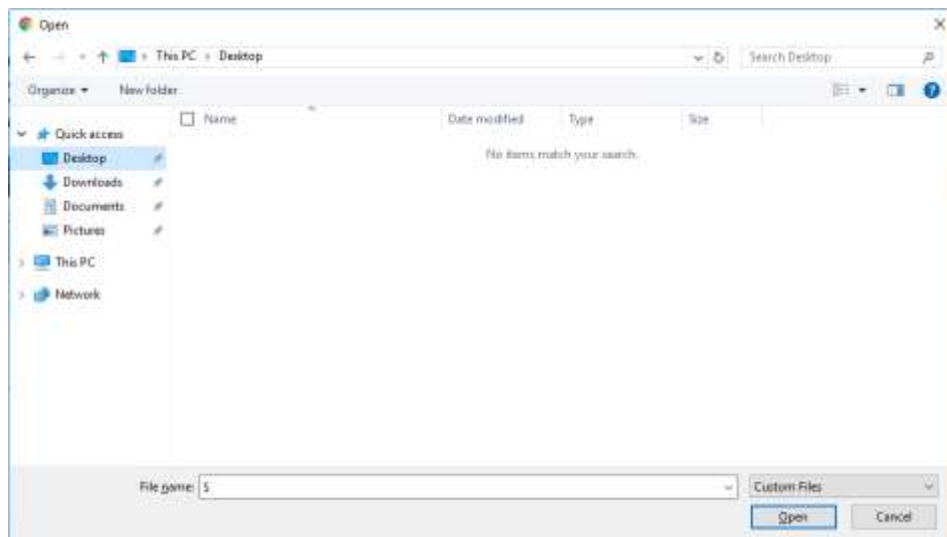 Open
This PC › Desktop
Search Desktop
Organize
New folder
Name
Date modified
Type
Size
Quick access
No items match your search.
Desktop
Downloads
Documents
Pictures
This PC
Network
File name: S
Custom Files
Open
Cancel